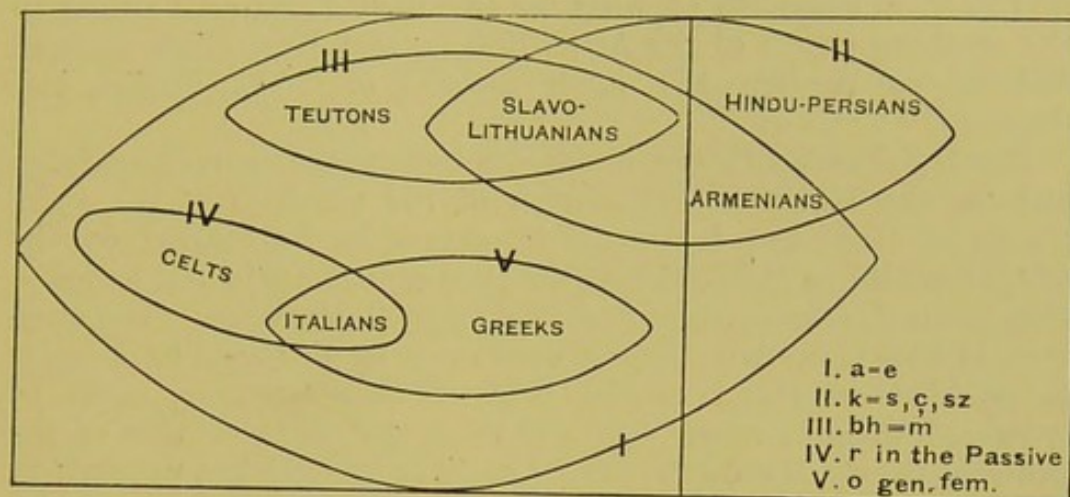 III
II
TEUTONS
SLAVO-
LITHUANIANS
HINDU-PERSIANS
ARMENIANS
IV
CELTS
V
ITALIANS
GREEKS
I
I. a=e
II. k=s, ç, sz
III. bh=m
IV. r in the Passive
V. o gen. fem.